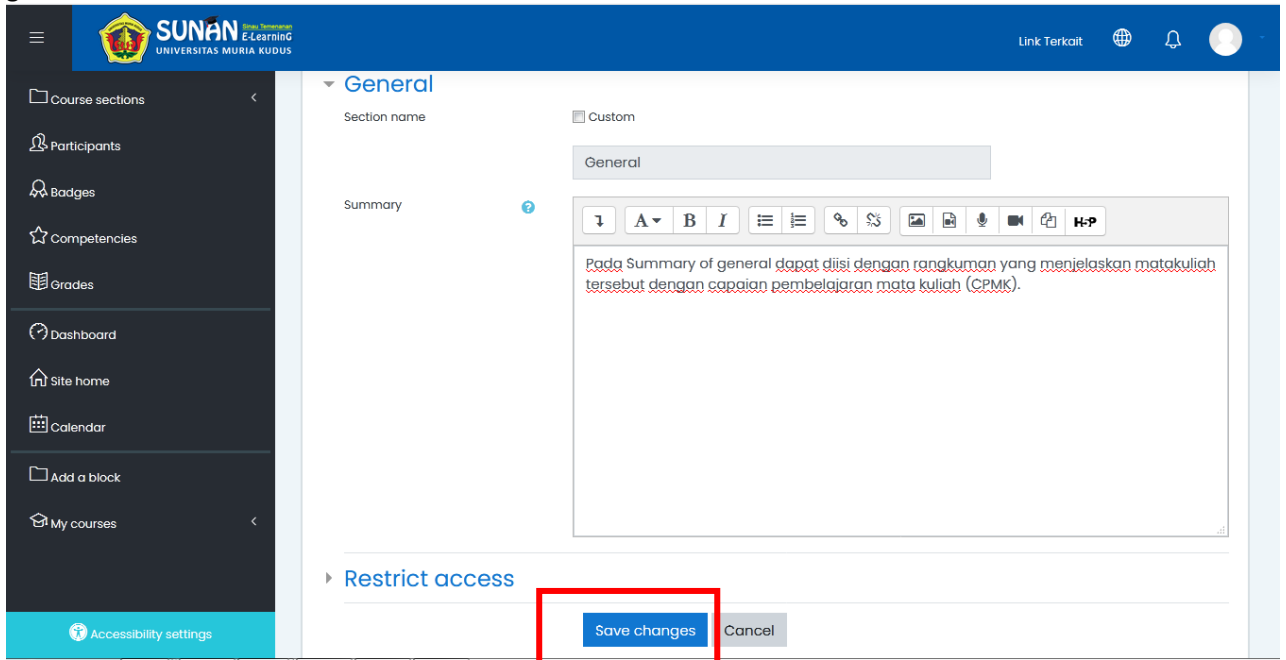 SUNAN Sinau Temenanan
E-Learning
UNIVERSITAS MURIA KUDUS
Link Terkait
Course sections
Participants
Badges
Competencies
Grades
Dashboard
Site home
Calendar
Add a block
My courses
Accessibility settings
General
Section name
Custom
General
Summary
A B I H-P
Pada Summary of general dapat diisi dengan rangkuman yang menjelaskan matakuliah
tersebut dengan capaian pembelajaran mata kuliah (CPMK).
Restrict access
Save changes Cancel